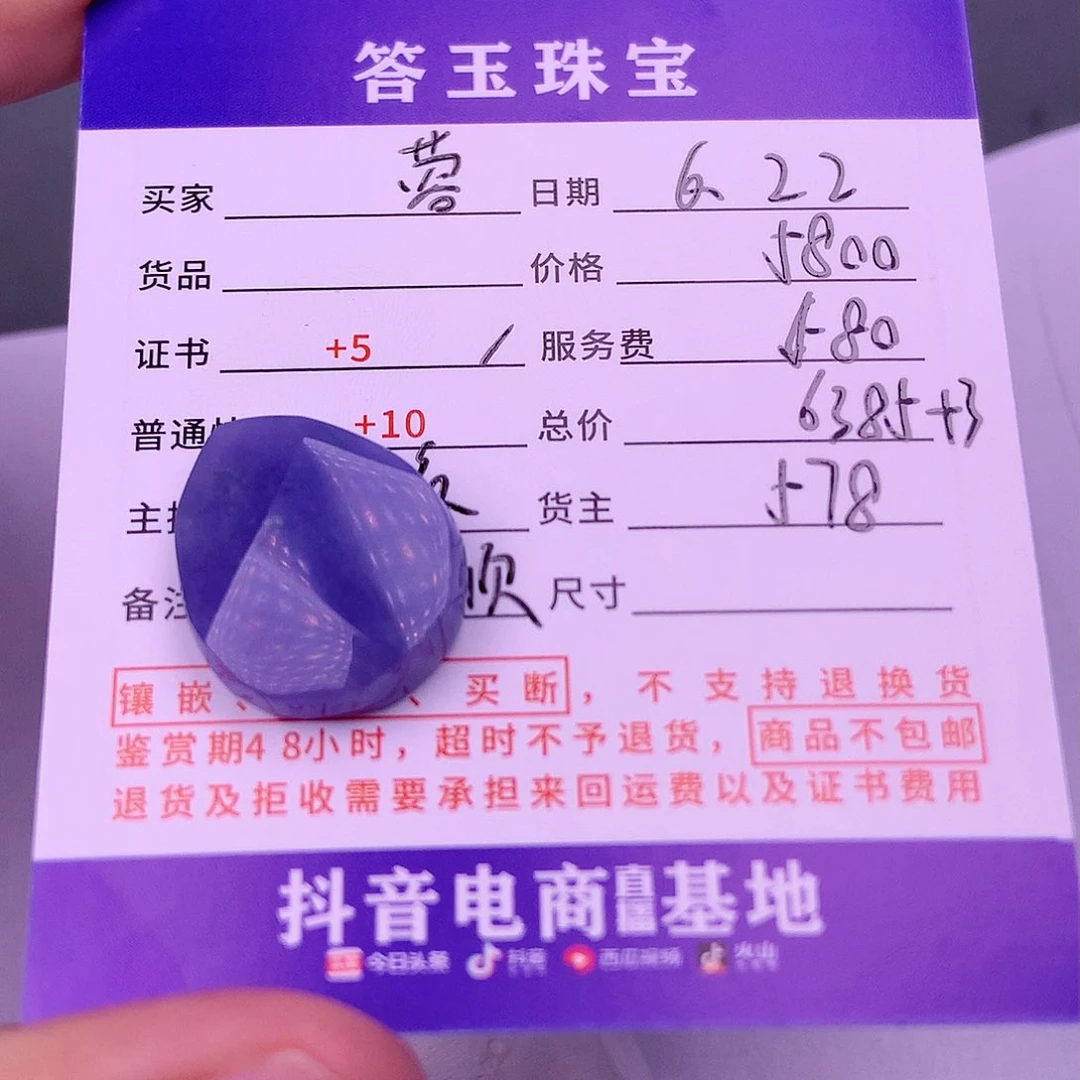 答玉珠宝
买家 蓉 日期 6.22
货品 价格 5800
证书 +5 / 服务费 580
普通 +10 总价 6385+3
主 货主 578
备注 尺寸
镶嵌、 、买断，不支持退换货
鉴赏期48小时，超时不予退货，商品不包邮
退货及拒收需要承担来回运费以及证书费用
抖音电商直属基地
今日头条 抖音 西瓜视频 火山